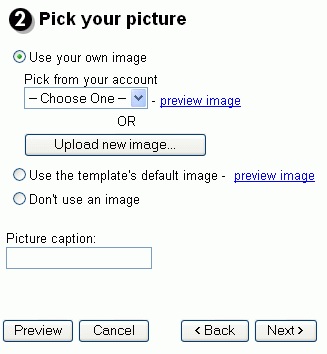 2 Pick your picture
Use your own image
Pick from your account
-- Choose One -- - preview image
OR
Upload new image...
Use the template's default image - preview image
Don't use an image
Picture caption:
Preview Cancel < Back Next >